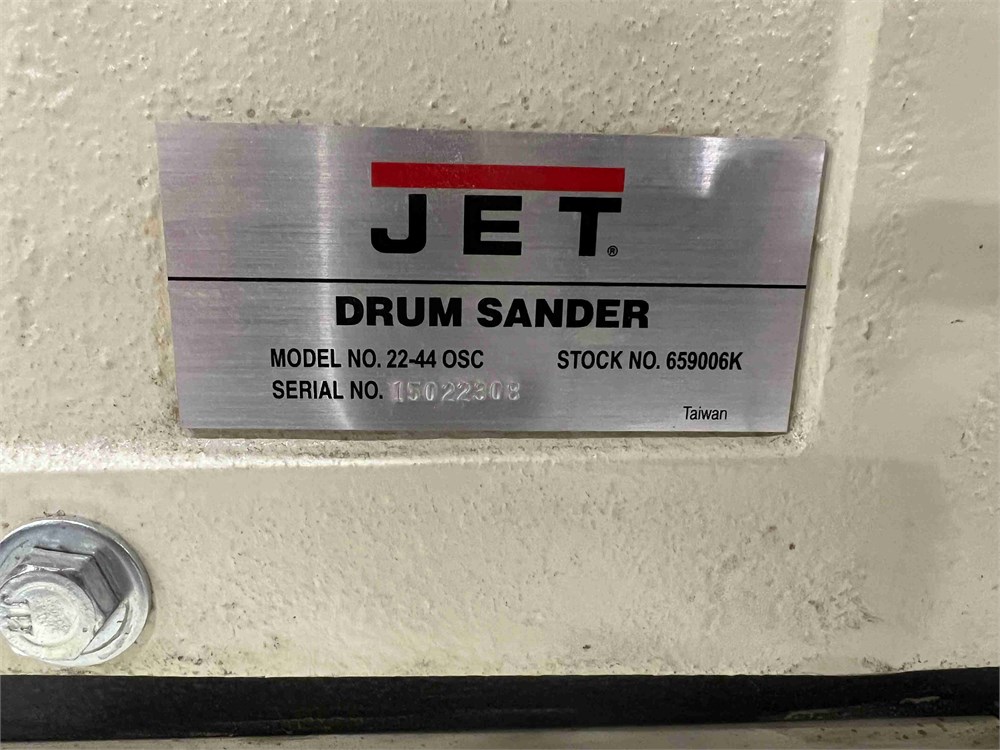 JET®
DRUM SANDER
MODEL NO. 22-44 OSC STOCK NO. 659006K
SERIAL NO. 15022308
Taiwan